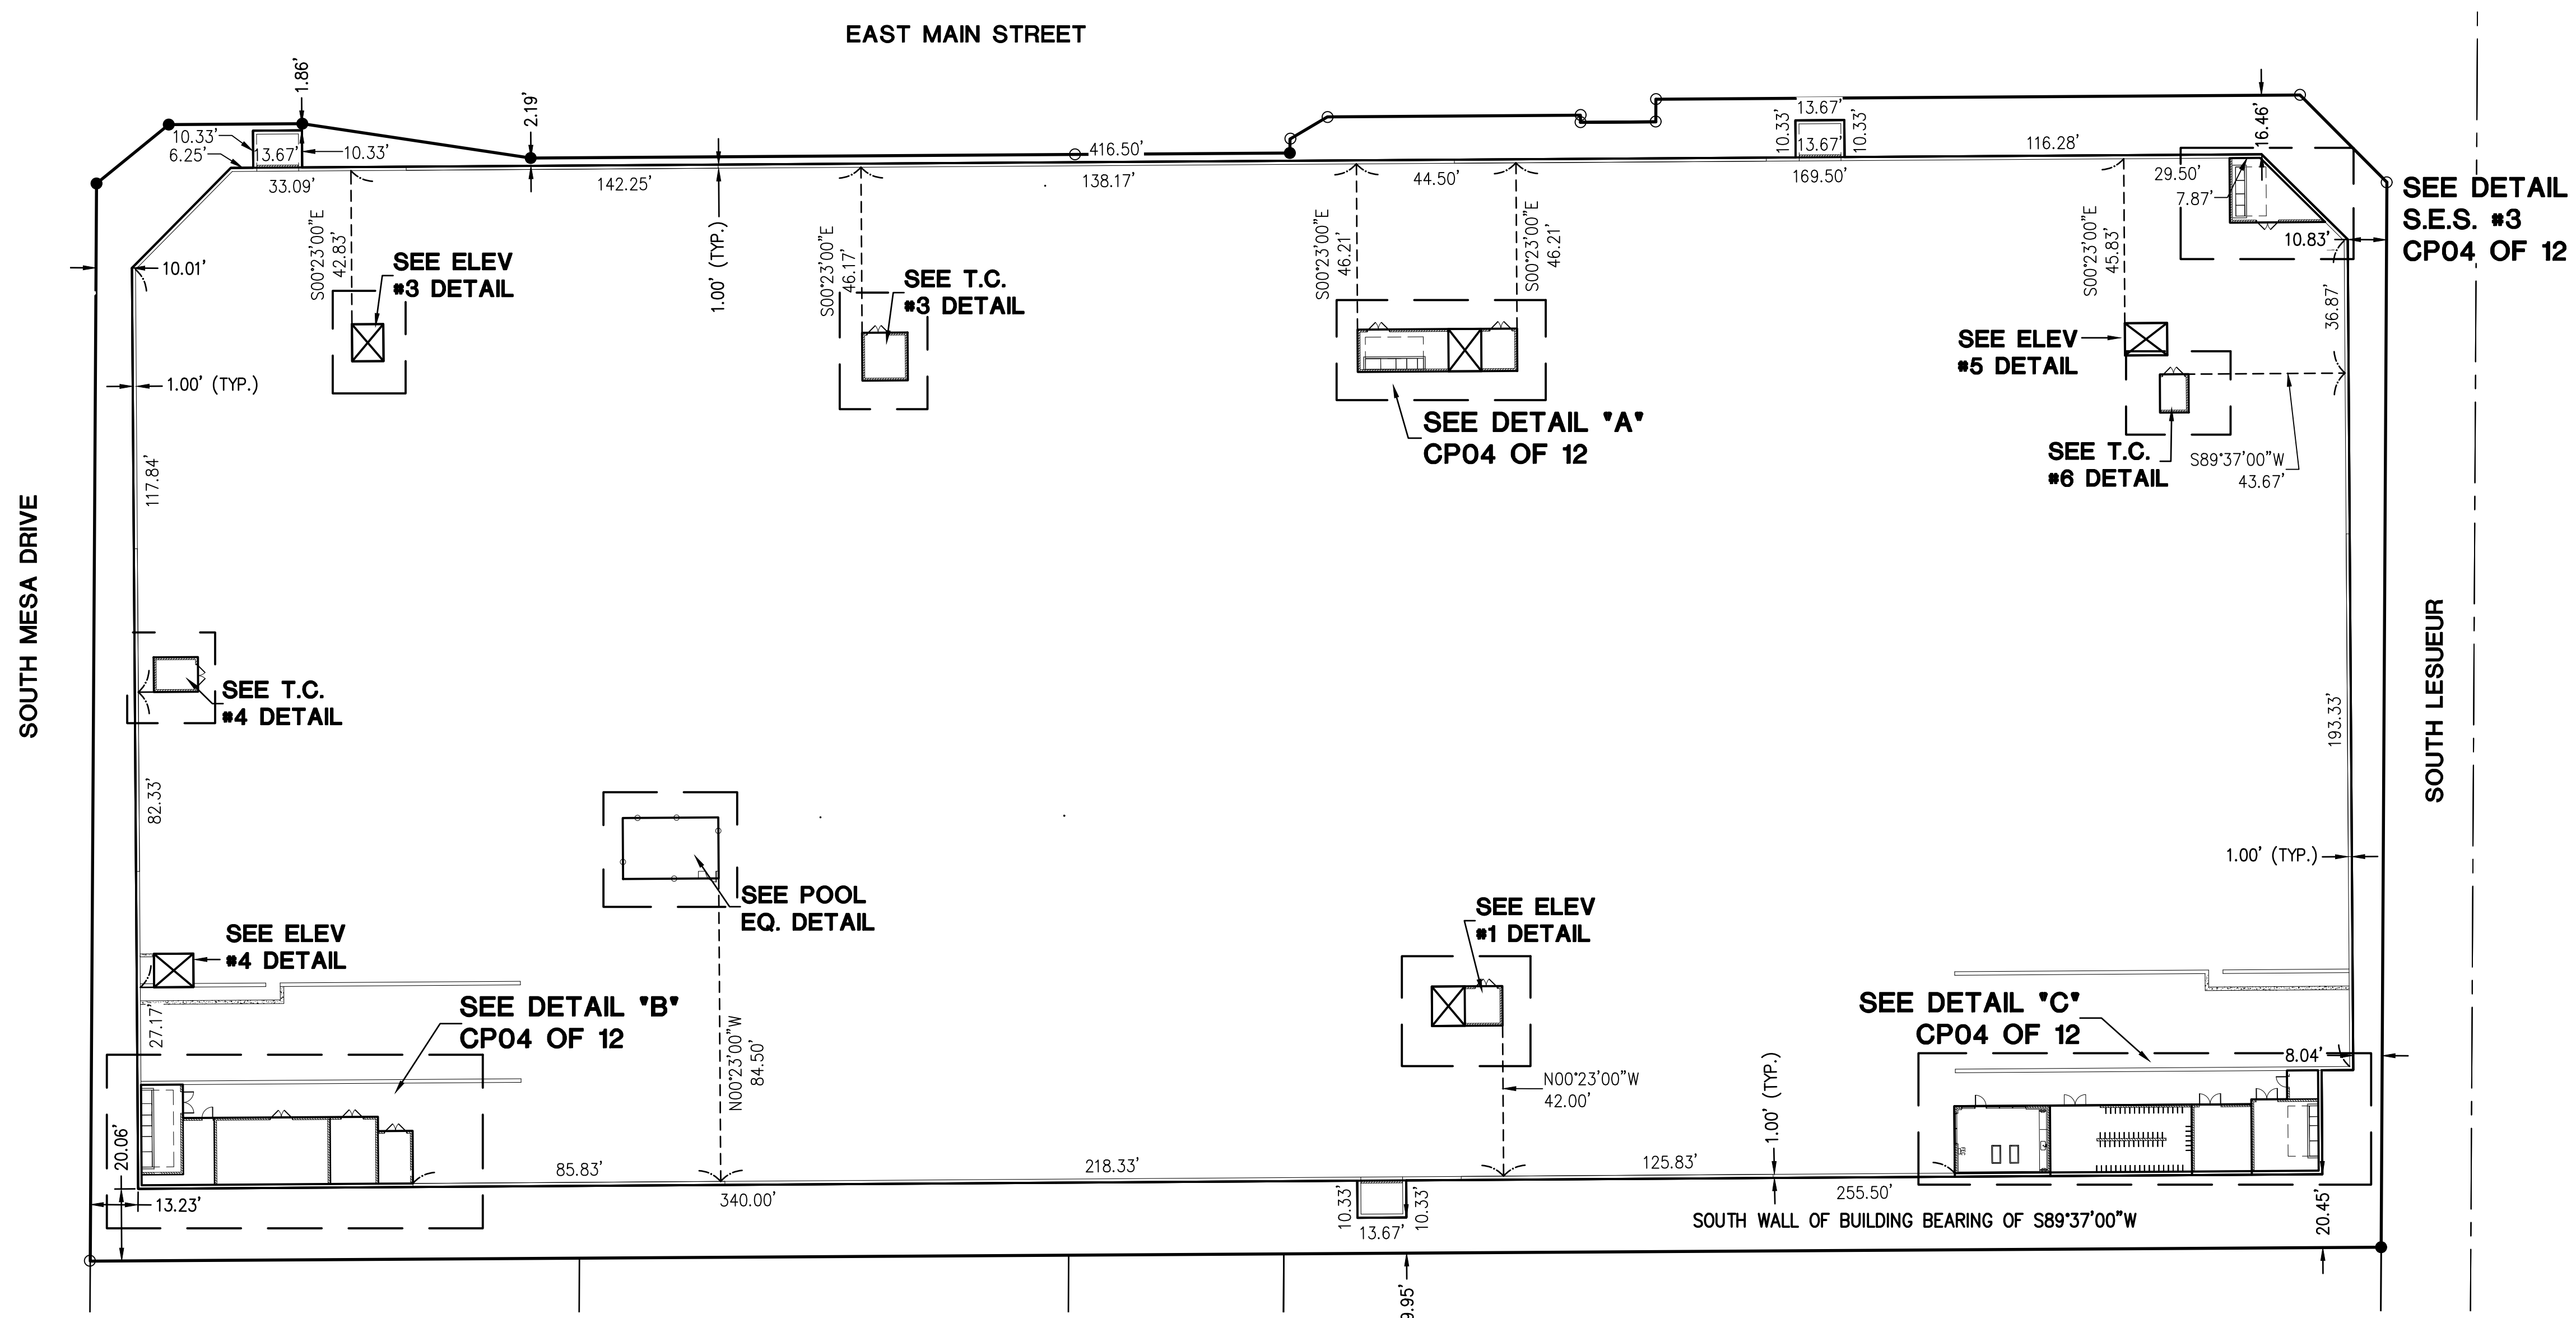 EAST MAIN STREET
1.86'
2.19'
10.33'
6.25'
13.67'
10.33'
33.09'
142.25'
416.50'
138.17'
44.50'
13.67'
10.33'
13.67'
10.33'
169.50'
116.28'
29.50'
16.46'
7.87'
10.83'
SEE DETAIL
S.E.S. #3
CP04 OF 12
10.01'
S00°23'00"E
42.83'
SEE ELEV
#3 DETAIL
1.00' (TYP.)
S00°23'00"E
46.17'
SEE T.C.
#3 DETAIL
S00°23'00"E
46.21'
S00°23'00"E
46.21'
S00°23'00"E
45.83'
36.87'
1.00' (TYP.)
SEE ELEV
#5 DETAIL
SEE DETAIL "A"
CP04 OF 12
SEE T.C.
#6 DETAIL
S89°37'00"W
43.67'
117.84'
SOUTH MESA DRIVE
SOUTH LESUEUR
SEE T.C.
#4 DETAIL
193.33'
82.33'
SEE POOL
EQ. DETAIL
1.00' (TYP.)
SEE ELEV
#4 DETAIL
SEE ELEV
#1 DETAIL
27.17'
SEE DETAIL "B"
CP04 OF 12
SEE DETAIL "C"
CP04 OF 12
8.04'
N00°23'00"W
84.50'
N00°23'00"W
42.00'
1.00' (TYP.)
20.06'
13.23'
85.83'
340.00'
218.33'
125.83'
255.50'
10.33'
13.67'
10.33'
SOUTH WALL OF BUILDING BEARING OF S89°37'00"W
20.45'
9.95'